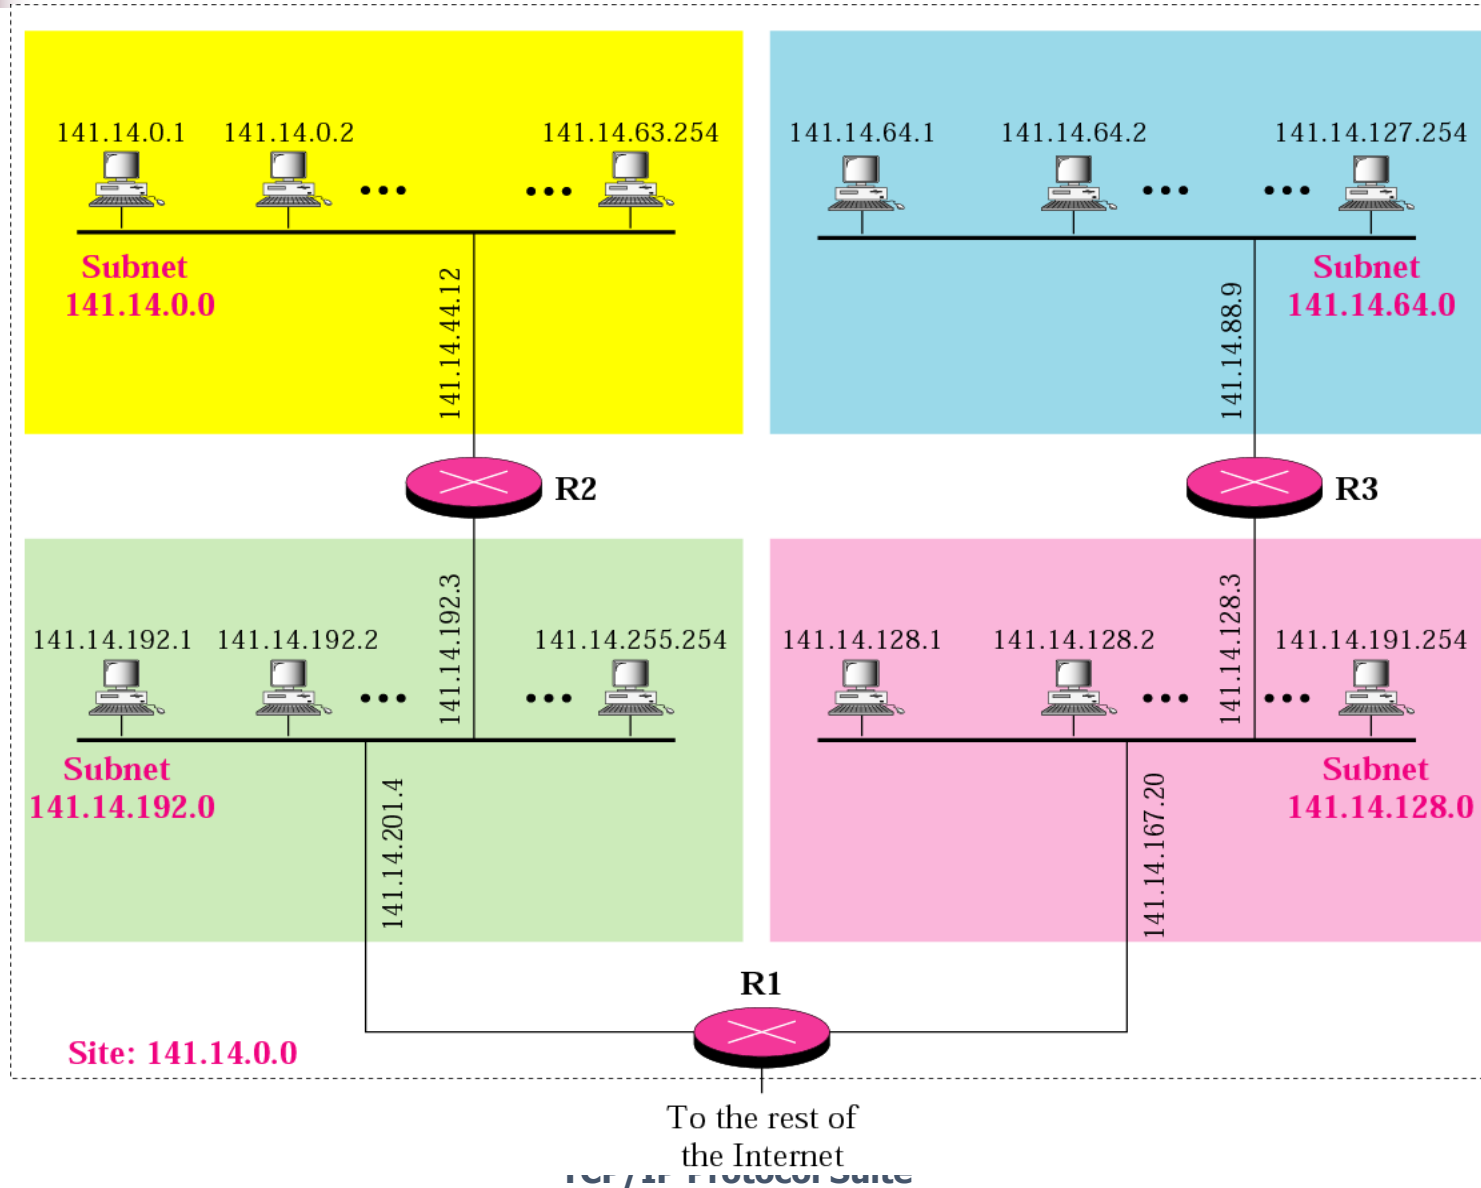 141.14.0.1
141.14.0.2
141.14.63.254
Subnet
141.14.0.0
141.14.44.12
141.14.64.1
141.14.64.2
141.14.127.254
Subnet
141.14.64.0
141.14.88.9
R2
R3
141.14.192.1
141.14.192.2
141.14.192.3
141.14.255.254
Subnet
141.14.192.0
141.14.201.4
141.14.128.1
141.14.128.2
141.14.128.3
141.14.191.254
Subnet
141.14.128.0
141.14.167.20
R1
Site: 141.14.0.0
To the rest of
the Internet
TCP/IP Protocol Suite